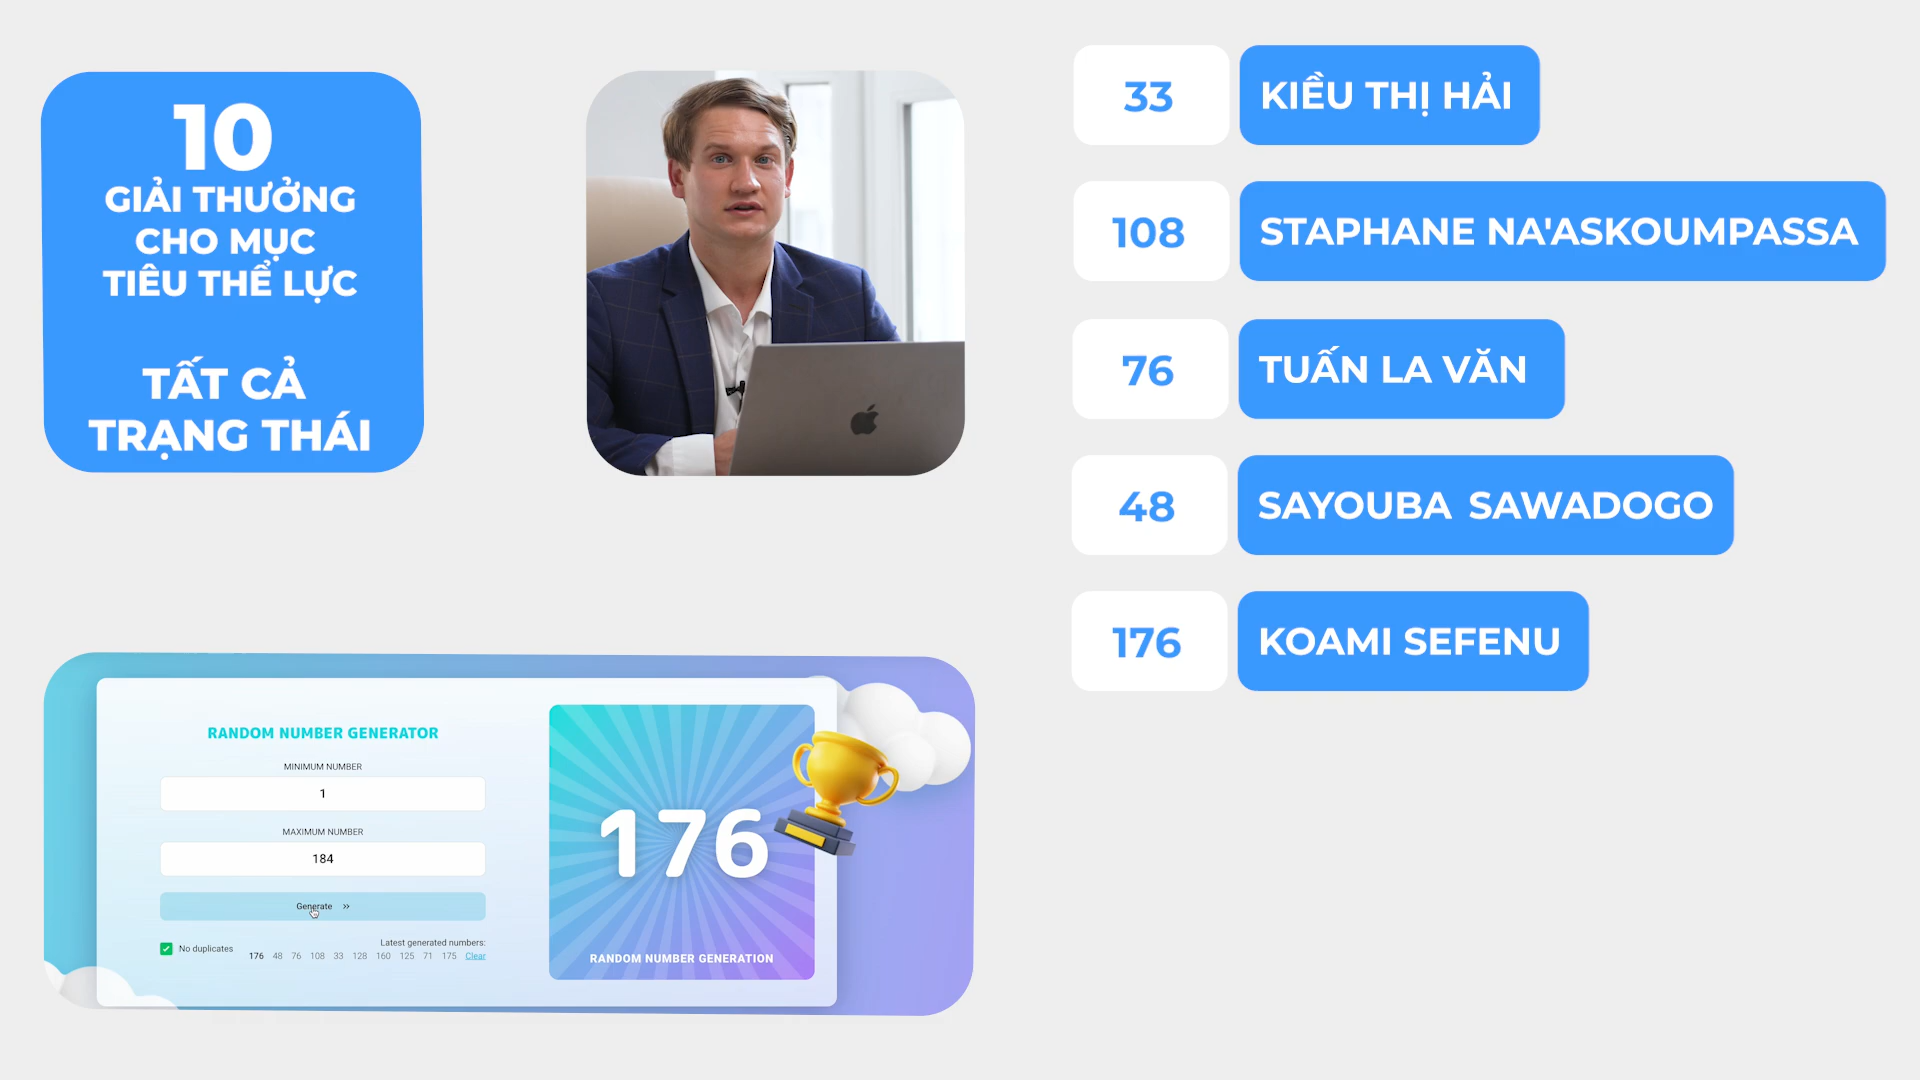 10
GIẢI THƯỞNG
CHO MỤC
TIÊU THỂ LỰC
TẤT CẢ
TRẠNG THÁI
33
KIỀU THỊ HẢI
108
STAPHANE NA'ASKOUMPASSA
76
TUẤN LA VĂN
48
SAYOUBA SAWADOGO
176
KOAMI SEFENU
RANDOM NUMBER GENERATOR
MINIMUM NUMBER
1
MAXIMUM NUMBER
184
Generate »
No duplicates
Latest generated numbers:
176 48 76 108 33 128 160 125 71 175 Clear
176
RANDOM NUMBER GENERATION